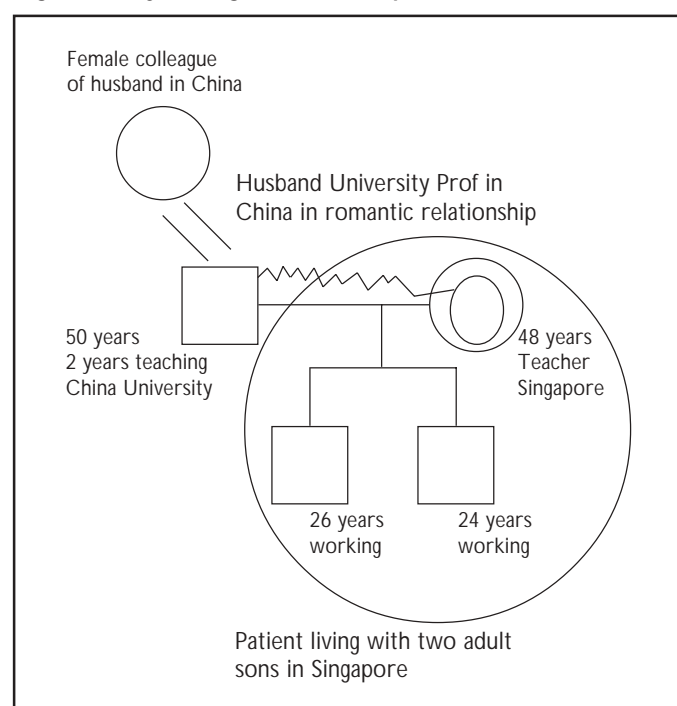 Female colleague
of husband in China
Husband University Prof in
China in romantic relationship
50 years
2 years teaching
China University
48 years
Teacher
Singapore
26 years
working
24 years
working
Patient living with two adult
sons in Singapore